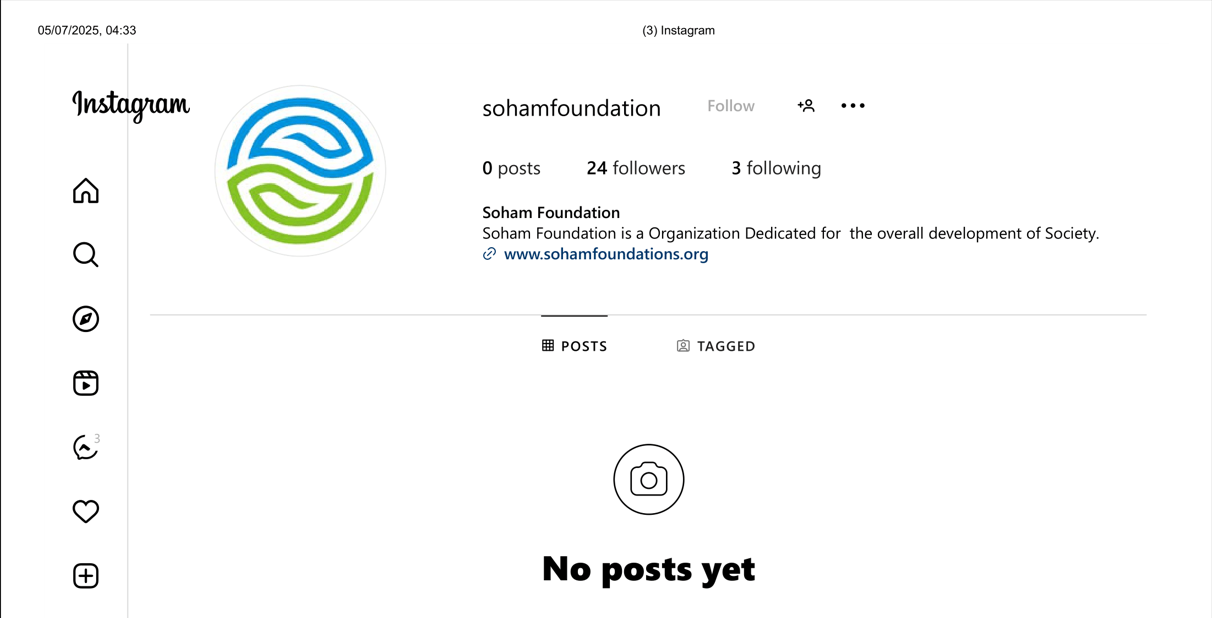 05/07/2025, 04:33
(3) Instagram
Instagram
sohamfoundation
Follow
0 posts
24 followers
3 following
Soham Foundation
Soham Foundation is a Organization Dedicated for  the overall development of Society.
www.sohamfoundations.org
POSTS
TAGGED
3
No posts yet